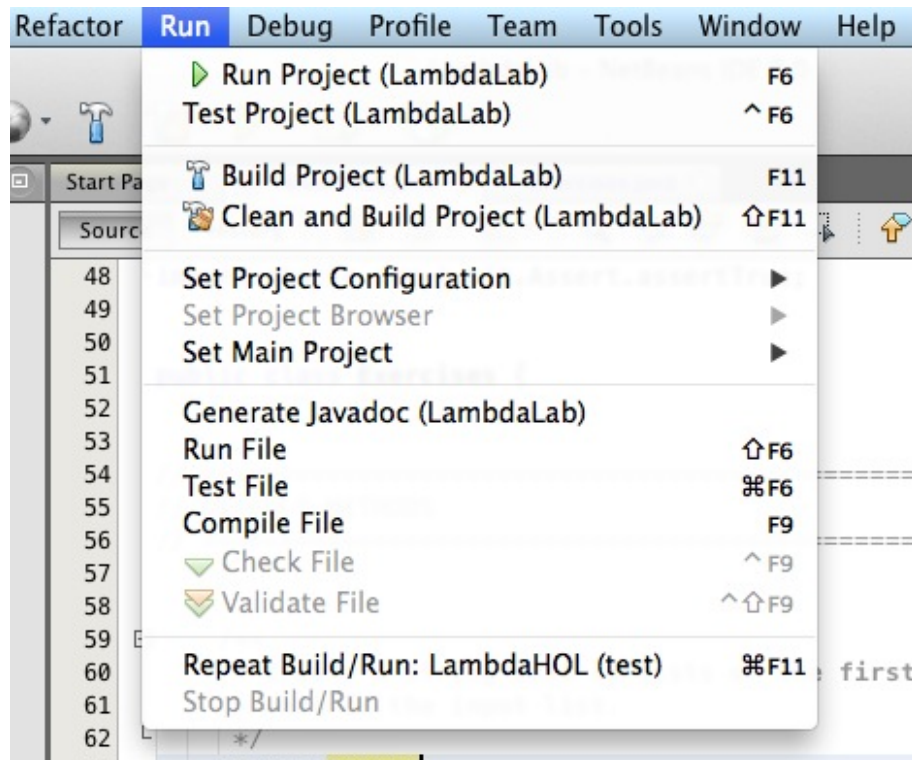 Refactor Run Debug Profile Team Tools Window Help
Run Project (LambdaLab) F6
Test Project (LambdaLab) ^F6
Start Pa
Build Project (LambdaLab) F11
Sourc
Clean and Build Project (LambdaLab) ⇧F11
48 Set Project Configuration ▶
49 Set Project Browser ▶
50 Set Main Project ▶
51
52 Generate Javadoc (LambdaLab)
53 Run File ⇧F6
54 Test File ⌘F6
55 Compile File F9
56
57 Check File ^F9
58 Validate File ^⇧F9
59
60 Repeat Build/Run: LambdaHOL (test) ⌘F11 first
61 Stop Build/Run
62 */